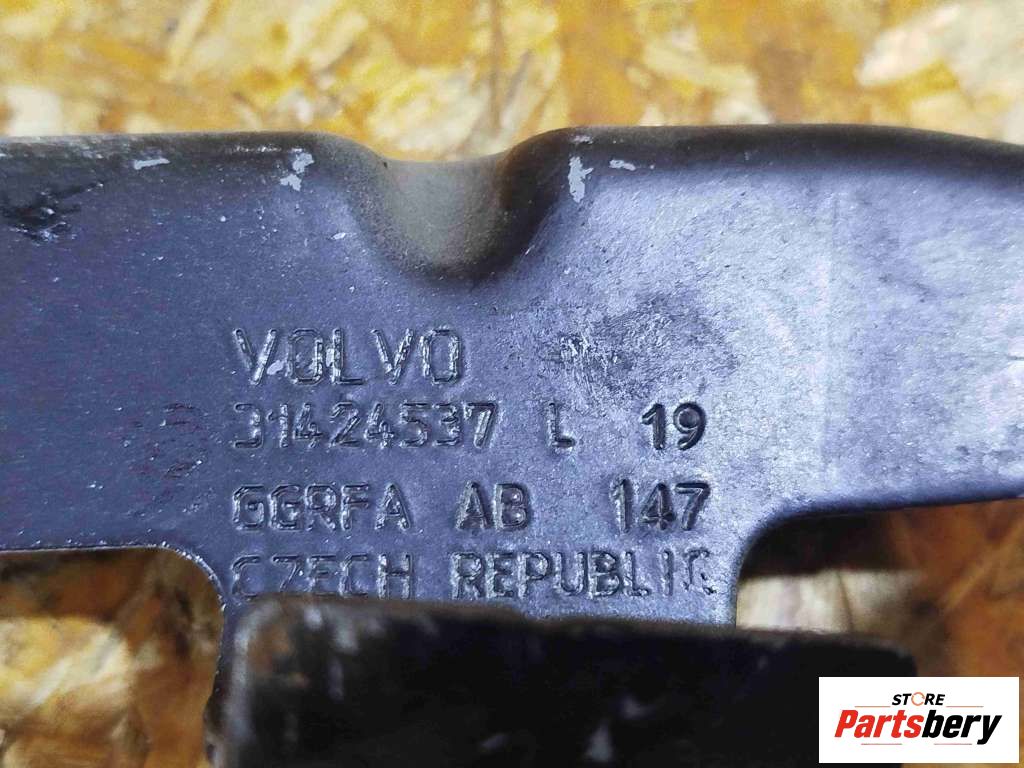 VOLVO
31424537 L 19
GGRFA AB 147
CZECH REPUBLIC
STORE
Partsbery